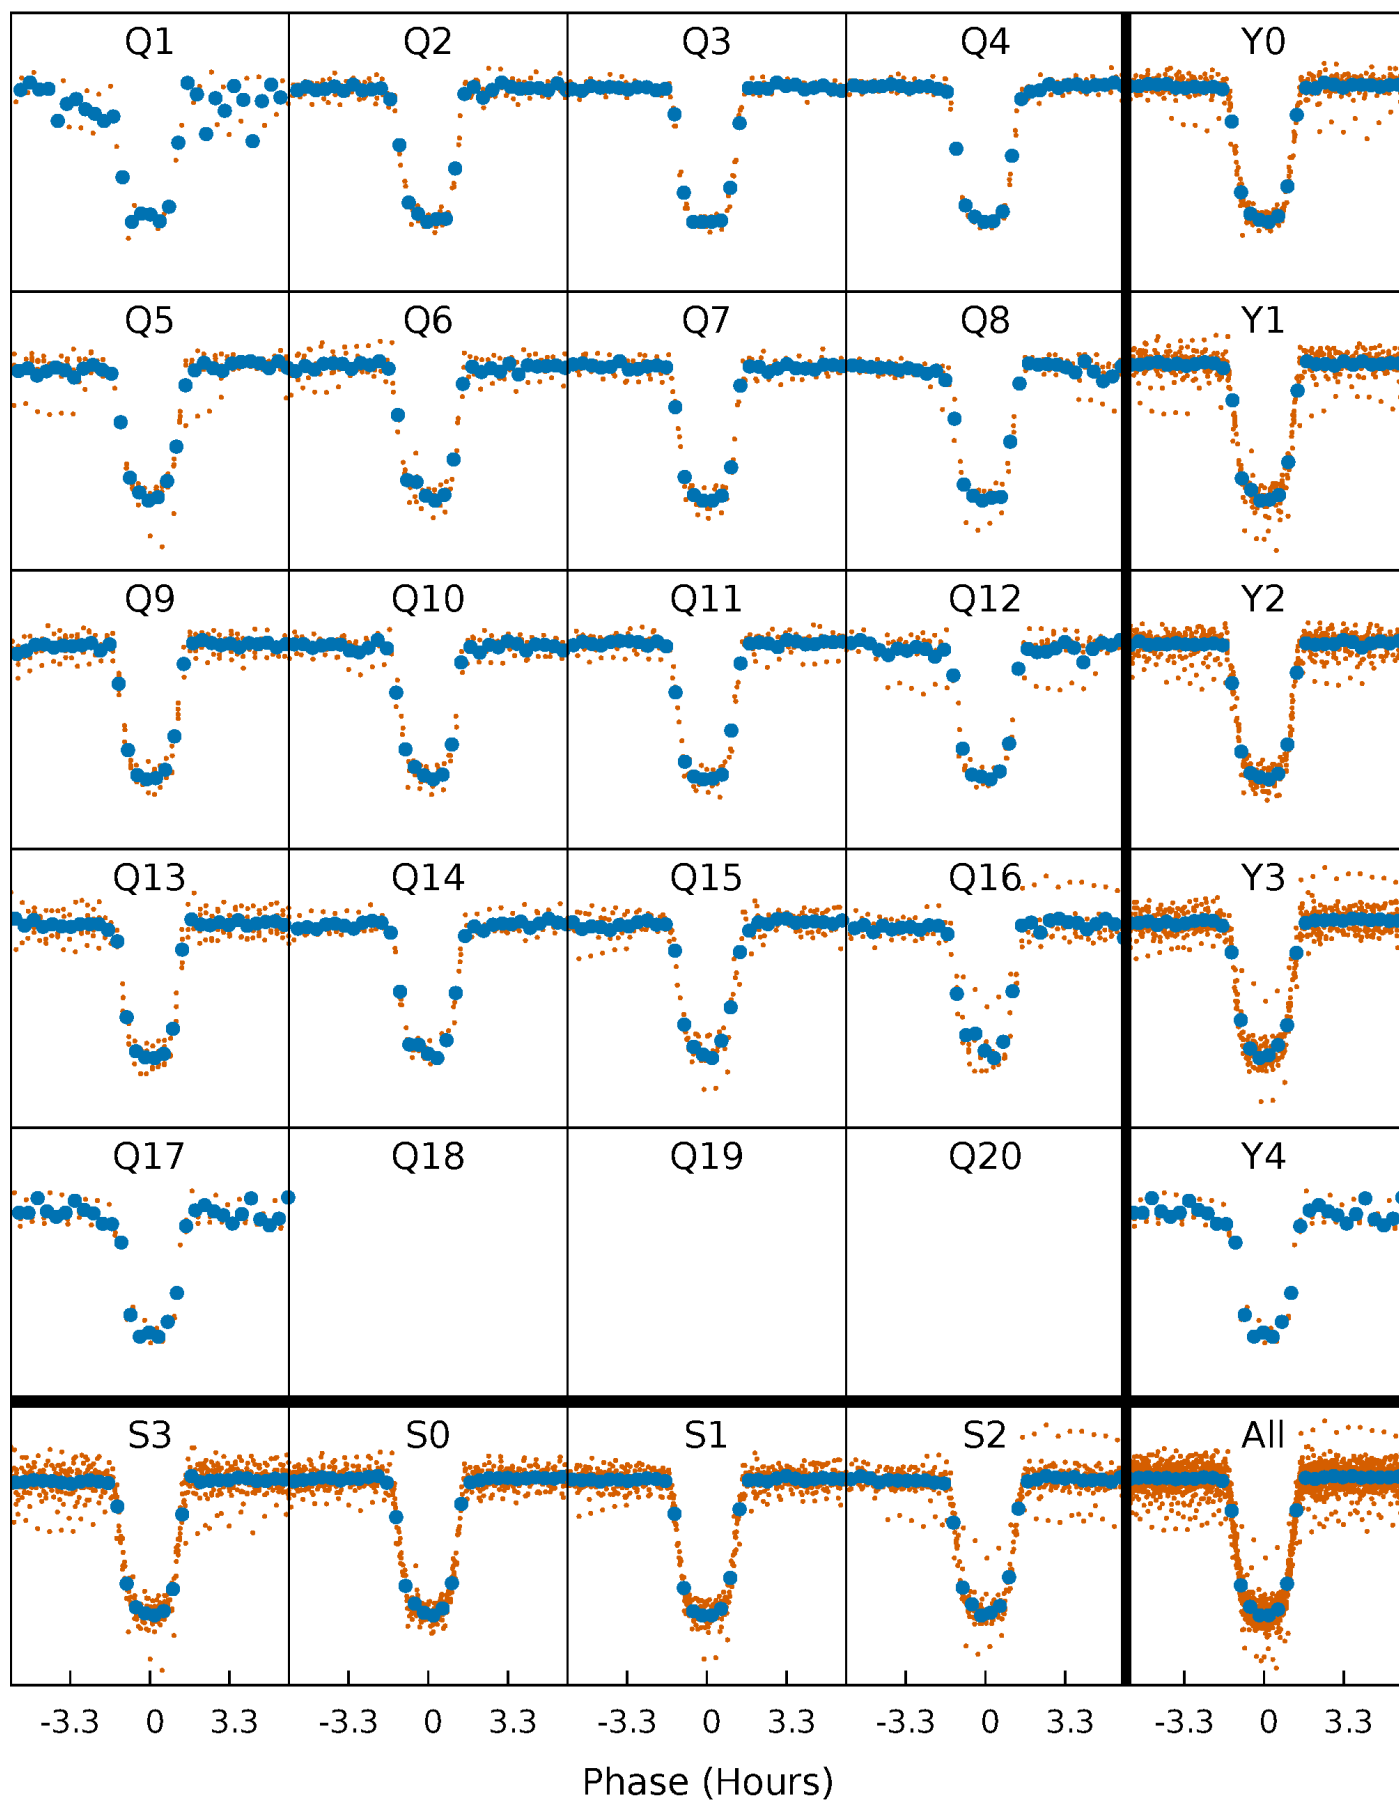 Q1 Q2 Q3 Q4 Y0
Q5 Q6 Q7 Q8 Y1
Q9 Q10 Q11 Q12 Y2
Q13 Q14 Q15 Q16 Y3
Q17 Q18 Q19 Q20 Y4
S3 S0 S1 S2 All
-3.3 0 3.3 -3.3 0 3.3 -3.3 0 3.3 -3.3 0 3.3 -3.3 0 3.3
Phase (Hours)